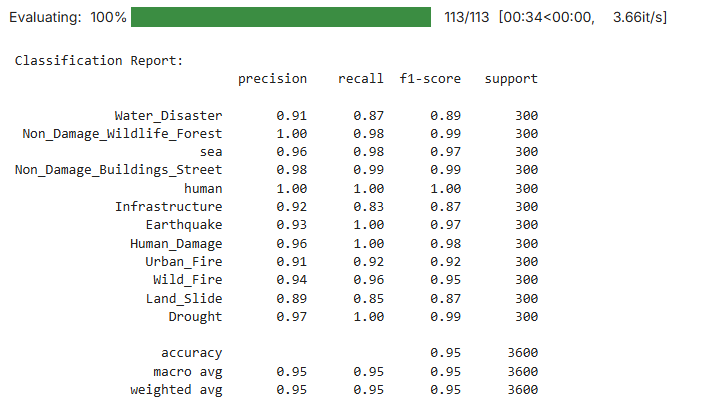 Evaluating: 100% 113/113 [00:34<00:00, 3.66it/s]
Classification Report:
precision recall f1-score support
Water_Disaster 0.91 0.87 0.89 300
Non_Damage_Wildlife_Forest 1.00 0.98 0.99 300
sea 0.96 0.98 0.97 300
Non_Damage_Buildings_Street 0.98 0.99 0.99 300
human 1.00 1.00 1.00 300
Infrastructure 0.92 0.83 0.87 300
Earthquake 0.93 1.00 0.97 300
Human_Damage 0.96 1.00 0.98 300
Urban_Fire 0.91 0.92 0.92 300
Wild_Fire 0.94 0.96 0.95 300
Land_Slide 0.89 0.85 0.87 300
Drought 0.97 1.00 0.99 300
accuracy 0.95 3600
macro avg 0.95 0.95 0.95 3600
weighted avg 0.95 0.95 0.95 3600